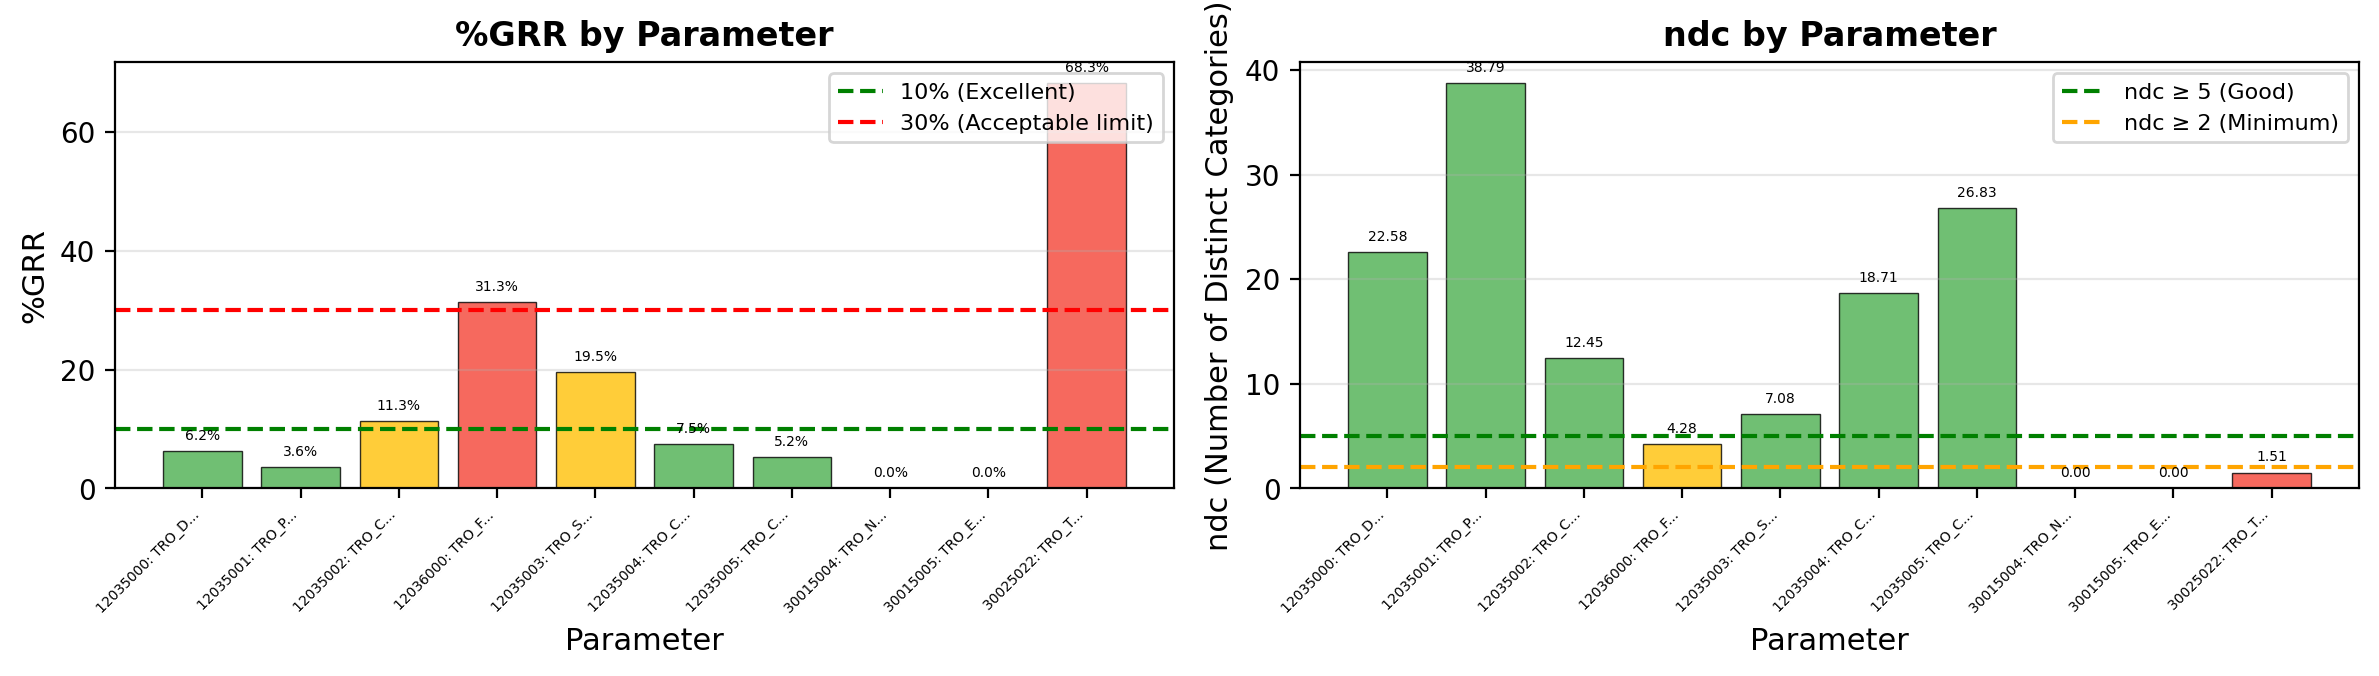 %GRR by Parameter
%GRR
60
40
20
0
10% (Excellent)
30% (Acceptable limit)
6.2%
3.6%
11.3%
31.3%
19.5%
7.5%
5.2%
0.0%
0.0%
68.3%
12035000: TRO_D...
12035001: TRO_P...
12035002: TRO_C...
12036000: TRO_F...
12035003: TRO_S...
12035004: TRO_C...
12035005: TRO_C...
30015004: TRO_N...
30015005: TRO_E...
30025022: TRO_T...
Parameter
ndc by Parameter
ndc (Number of Distinct Categories)
40
30
20
10
0
ndc ≥ 5 (Good)
ndc ≥ 2 (Minimum)
22.58
38.79
12.45
4.28
7.08
18.71
26.83
0.00
0.00
1.51
12035000: TRO_D...
12035001: TRO_P...
12035002: TRO_C...
12036000: TRO_F...
12035003: TRO_S...
12035004: TRO_C...
12035005: TRO_C...
30015004: TRO_N...
30015005: TRO_E...
30025022: TRO_T...
Parameter